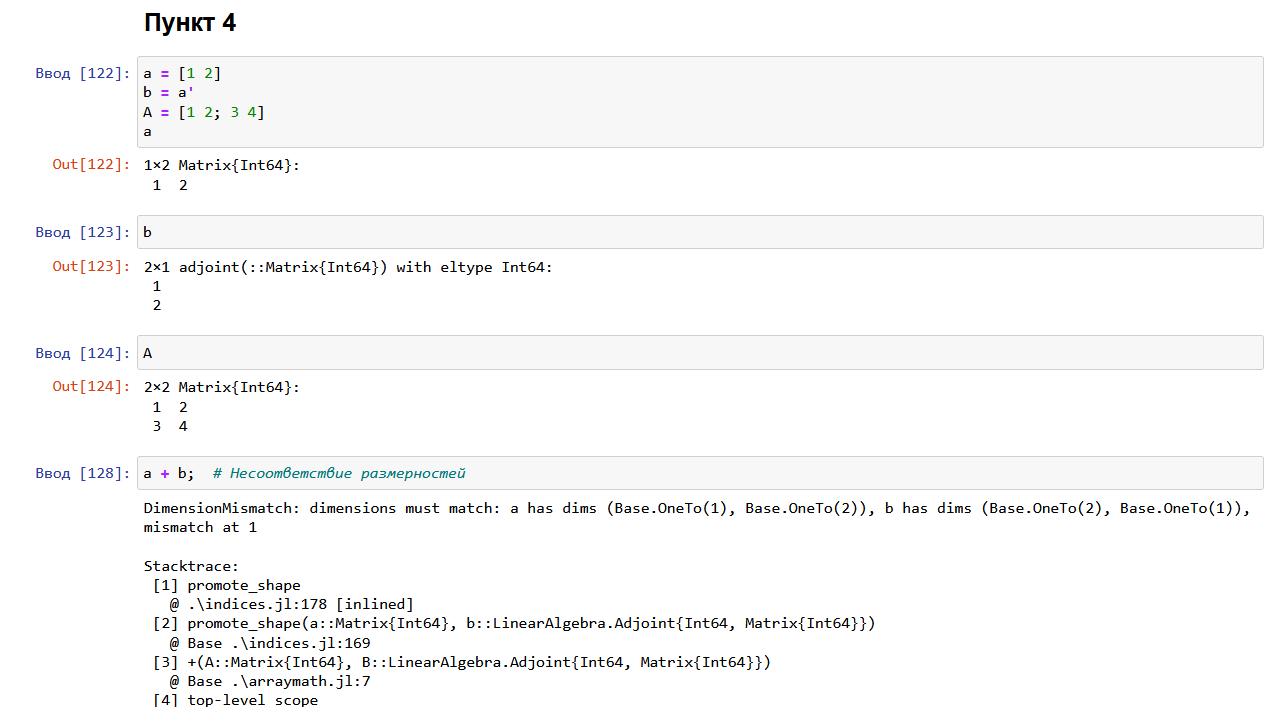 Пункт 4
Ввод [122]: a = [1 2]
b = a'
A = [1 2; 3 4]
a
Out[122]: 1×2 Matrix{Int64}:
1 2
Ввод [123]: b
Out[123]: 2×1 adjoint(::Matrix{Int64}) with eltype Int64:
1
2
Ввод [124]: A
Out[124]: 2×2 Matrix{Int64}:
1 2
3 4
Ввод [128]: a + b; # Несоответствие размерностей
DimensionMismatch: dimensions must match: a has dims (Base.OneTo(1), Base.OneTo(2)), b has dims (Base.OneTo(2), Base.OneTo(1)),
mismatch at 1
Stacktrace:
[1] promote_shape
@ .\indices.jl:178 [inlined]
[2] promote_shape(a::Matrix{Int64}, b::LinearAlgebra.Adjoint{Int64, Matrix{Int64}})
@ Base .\indices.jl:169
[3] +(A::Matrix{Int64}, B::LinearAlgebra.Adjoint{Int64, Matrix{Int64}})
@ Base .\arraymath.jl:7
[4] top-level scope